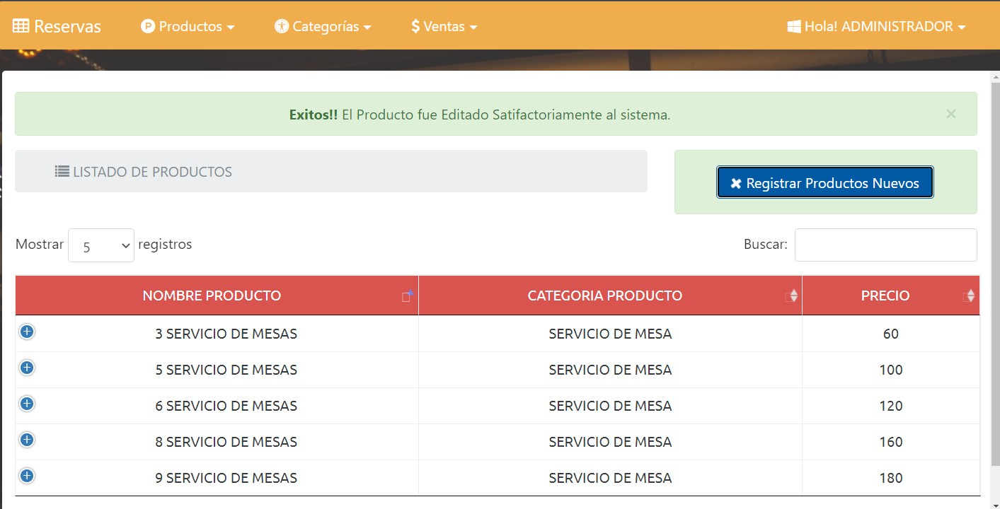 Reservas Productos Categorías $ Ventas Hola! ADMINISTRADOR
Exitos!! El Producto fue Editado Satifactoriamente al sistema. ×
LISTADO DE PRODUCTOS
Registrar Productos Nuevos
Mostrar 5 registros Buscar:
NOMBRE PRODUCTO CATEGORIA PRODUCTO PRECIO
3 SERVICIO DE MESAS SERVICIO DE MESA 60
5 SERVICIO DE MESAS SERVICIO DE MESA 100
6 SERVICIO DE MESAS SERVICIO DE MESA 120
8 SERVICIO DE MESAS SERVICIO DE MESA 160
9 SERVICIO DE MESAS SERVICIO DE MESA 180